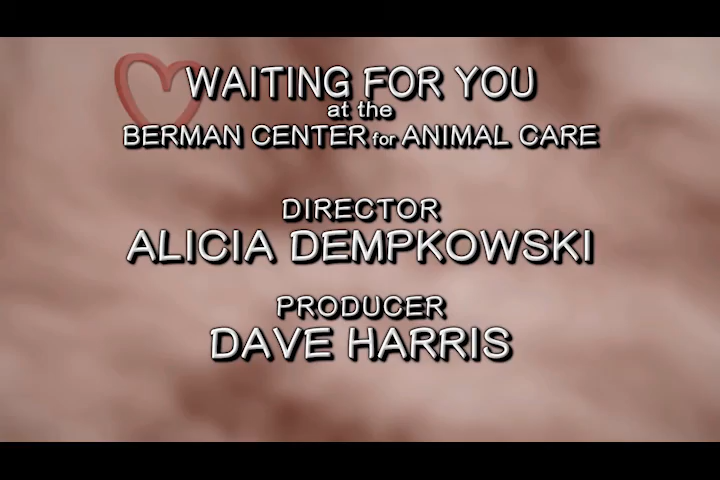 WAITING FOR YOU
at the
BERMAN CENTER for ANIMAL CARE
DIRECTOR
ALICIA DEMPKOWSKI
PRODUCER
DAVE HARRIS